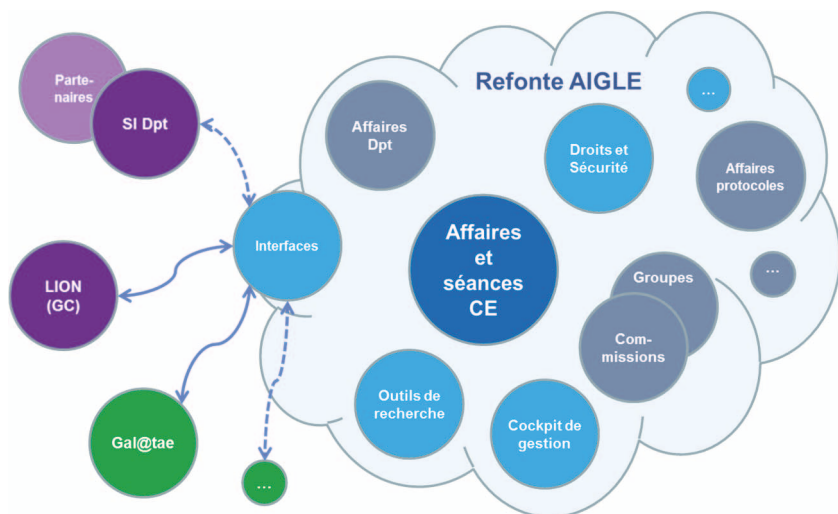 Refonte AIGLE
Parte-
naires
SI Dpt
Affaires
Dpt
Droits et
Sécurité
...
Affaires
protocoles
Interfaces
Affaires
et
séances
CE
LION
(GC)
Groupes
...
Com-
missions
Outils de
recherche
Cockpit de
gestion
Gal@tae
...